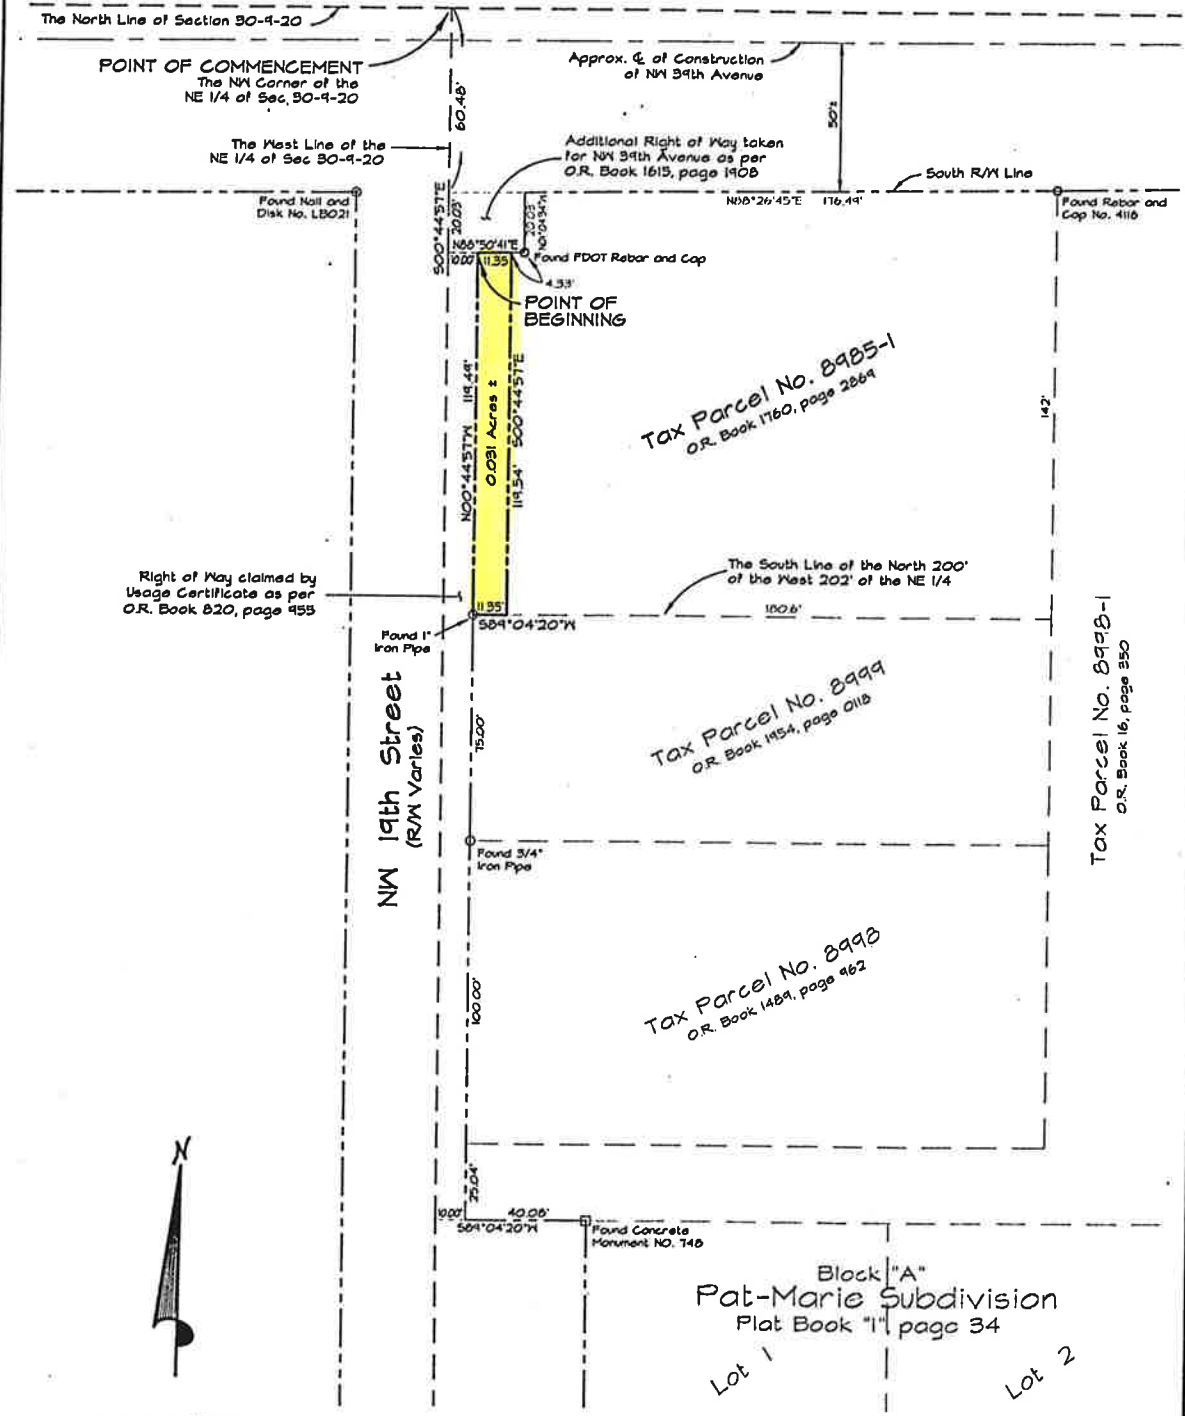 The North Line of Section 30-9-20
POINT OF COMMENCEMENT
The NW Corner of the
NE 1/4 of Sec. 30-9-20
Approx. ℄ of Construction
of NW 39th Avenue
60.48'
50'±
The West Line of the
NE 1/4 of Sec 30-9-20
Additional Right of Way taken
for NW 39th Avenue as per
O.R. Book 1615, page 1908
South R/W Line
Found Nail and
Disk No. LB021
S00°44'57"E
20.03'
20.03'
N88°26'45"E 176.49'
Found Rebar and
Cap No. 4118
N88°50'41"E
10.00'
11.35'
Found FDOT Rebar and Cap
4.33'
POINT OF
BEGINNING
N00°44'57"W 119.49'
0.031 Acres ±
119.54' S00°44'57"E
Tax Parcel No. 8985-1
O.R. Book 1760, page 2869
142'
Right of Way claimed by
Usage Certificate as per
O.R. Book 820, page 955
The South Line of the North 200'
of the West 202' of the NE 1/4
11.35'
S89°04'20"W
180.6'
Found 1"
Iron Pipe
NW 19th Street
(R/W Varies)
75.00'
Tax Parcel No. 8999
O.R. Book 1954, page 0118
Tax Parcel No. 8998-1
O.R. Book 16, page 350
Found 3/4"
Iron Pipe
100.00'
Tax Parcel No. 8998
O.R. Book 1489, page 962
N
25.04'
10.00'
40.08'
S89°04'20"W
Found Concrete
Monument NO. 748
Block "A"
Pat-Marie Subdivision
Plat Book "I", page 34
Lot 1
Lot 2